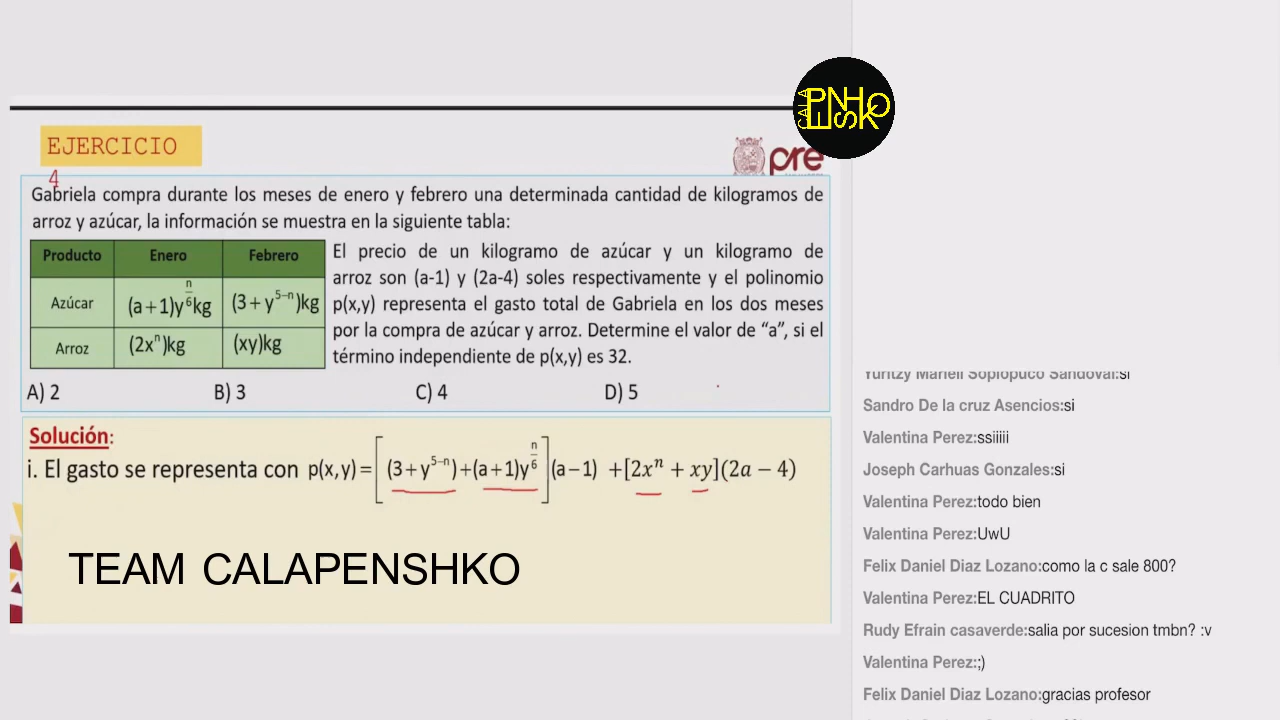 CALA
PENHO
ESK
EJERCICIO
4
pre
Gabriela compra durante los meses de enero y febrero una determinada cantidad de kilogramos de
arroz y azúcar, la información se muestra en la siguiente tabla:
Producto Enero Febrero
Azúcar (a+1)y^(n/6)kg (3+y^(5-n))kg
Arroz (2x^n)kg (xy)kg
El precio de un kilogramo de azúcar y un kilogramo de
arroz son (a-1) y (2a-4) soles respectivamente y el polinomio
p(x,y) representa el gasto total de Gabriela en los dos meses
por la compra de azúcar y arroz. Determine el valor de “a”, si el
término independiente de p(x,y) es 32.
A) 2 B) 3 C) 4 D) 5
Solución:
i. El gasto se representa con p(x,y)=[(3+y^(5-n))+(a+1)y^(n/6)](a-1) +[2x^n + xy](2a - 4)
TEAM CALAPENSHKO
Yuritzy Marieli Soplopuco Sandoval:si
Sandro De la cruz Asencios:si
Valentina Perez:ssiiiii
Joseph Carhuas Gonzales:si
Valentina Perez:todo bien
Valentina Perez:UwU
Felix Daniel Diaz Lozano:como la c sale 800?
Valentina Perez:EL CUADRITO
Rudy Efrain casaverde:salia por sucesion tmbn? :v
Valentina Perez:;)
Felix Daniel Diaz Lozano:gracias profesor